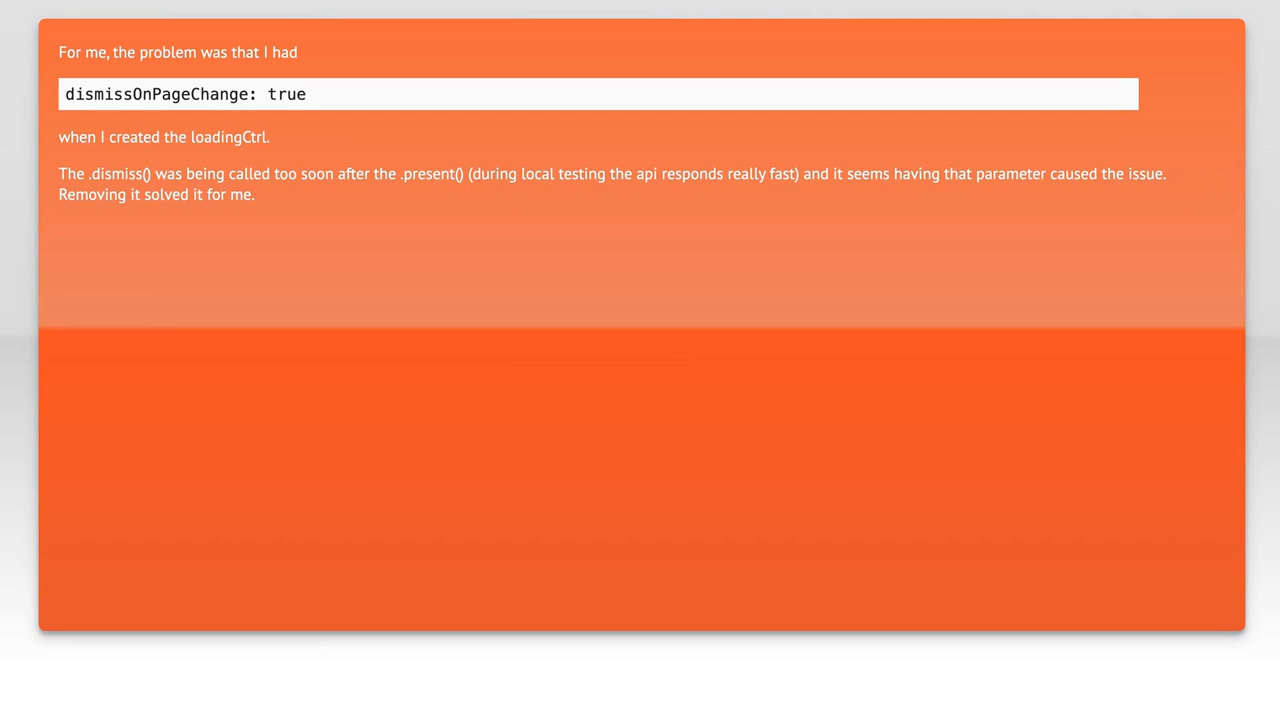 For me, the problem was that I had
dismissOnPageChange: true
when I created the loadingCtrl.
The .dismiss() was being called too soon after the .present() (during local testing the api responds really fast) and it seems having that parameter caused the issue.
Removing it solved it for me.